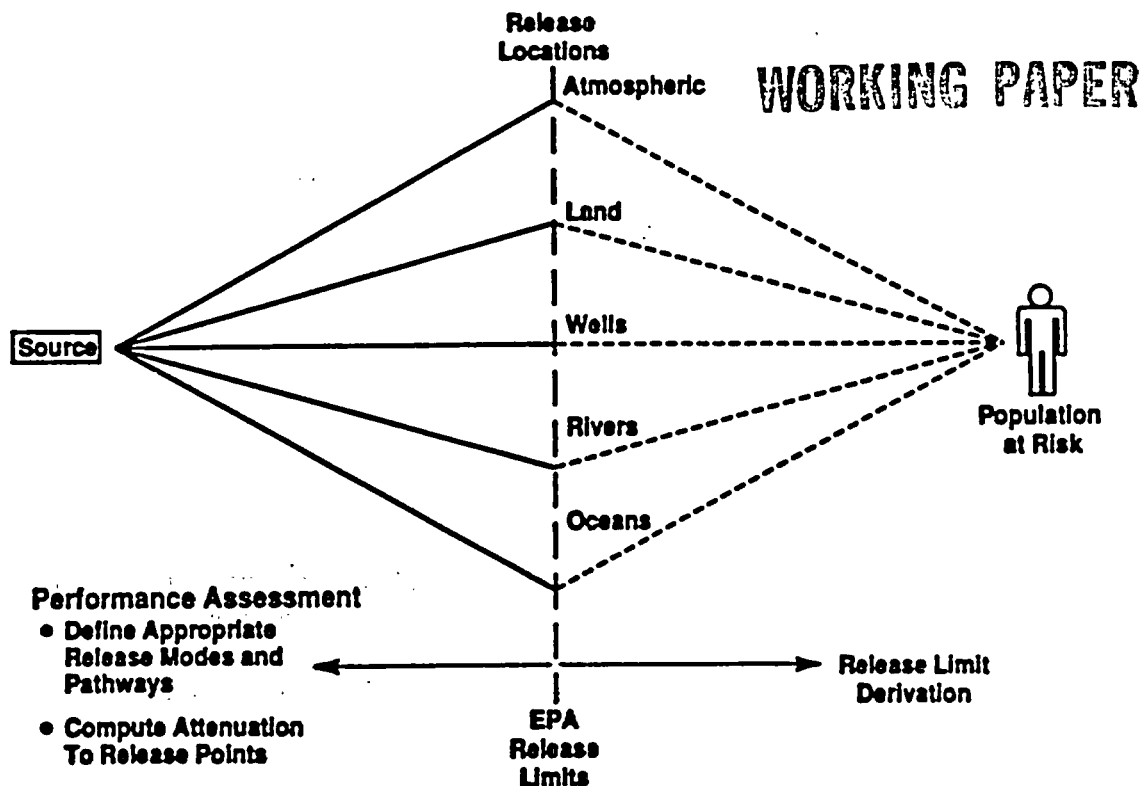 Release
Locations
Atmospheric
WORKING PAPER
Land
Source
Wells
Rivers
Population
at Risk
Oceans
Performance Assessment
● Define Appropriate
Release Modes and
Pathways
● Compute Attenuation
To Release Points
Release Limit
Derivation
EPA
Release
Limits